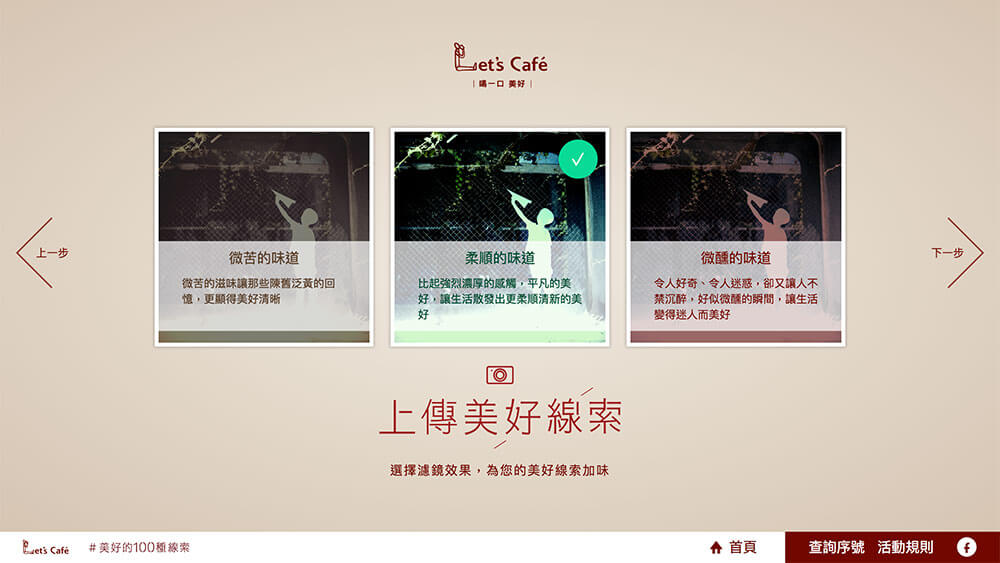 Let's Café
| 嗑一口 美好 |
微苦的味道
微苦的滋味讓那些陳舊泛黃的回
憶，更顯得美好清晰
柔順的味道
比起強烈濃厚的感觸，平凡的美
好，讓生活散發出更柔順清新的美
好
微醺的味道
令人好奇、令人迷惑，卻又讓人不
禁沉醉，好似微醺的瞬間，讓生活
變得迷人而美好
上一步
下一步
上傳美好線索
選擇濾鏡效果，為您的美好線索加味
Let's Café
#美好的100種線索
首頁
查詢序號
活動規則